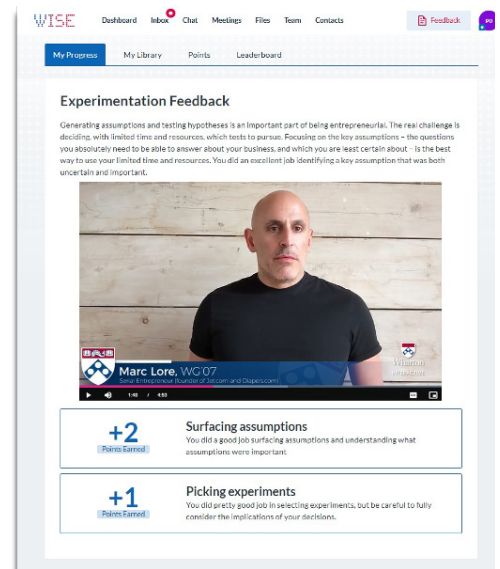 WISE
Dashboard Inbox Chat Meetings Files Team Contacts Feedback PD
My Progress My Library Points Leaderboard
Experimentation Feedback
Generating assumptions and testing hypotheses is an important part of being entrepreneurial. The real challenge is
deciding, with limited time and resources, which tests to pursue. Focusing on the key assumptions – the questions
you absolutely need to be able to answer about your business, and which you are least certain about – is the best
way to use your limited time and resources. You did an excellent job identifying a key assumption that was both
uncertain and important.
Marc Lore, WG'07
Serial Entrepreneur (founder of Jet.com and Diapers.com)
Wharton
INTERACTIVE
1:40 / 4:50
+2
Points Earned
Surfacing assumptions
You did a good job surfacing assumptions and understanding what
assumptions were important
+1
Points Earned
Picking experiments
You did pretty good job in selecting experiments, but be careful to fully
consider the implications of your decisions.